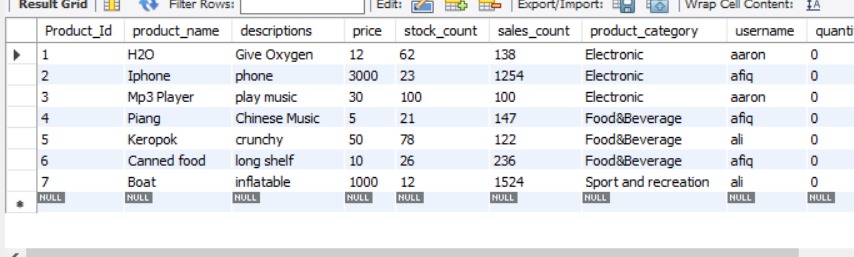 Result Grid Filter Rows: Edit: Export/Import: Wrap Cell Content: IA
Product_Id product_name descriptions price stock_count sales_count product_category username quanti
1 H2O Give Oxygen 12 62 138 Electronic aaron 0
2 Iphone phone 3000 23 1254 Electronic afiq 0
3 Mp3 Player play music 30 100 100 Electronic aaron 0
4 Piang Chinese Music 5 21 147 Food&Beverage afiq 0
5 Keropok crunchy 50 78 122 Food&Beverage ali 0
6 Canned food long shelf 10 26 236 Food&Beverage afiq 0
7 Boat inflatable 1000 12 1524 Sport and recreation ali 0
NULL NULL NULL NULL NULL NULL NULL NULL NULL